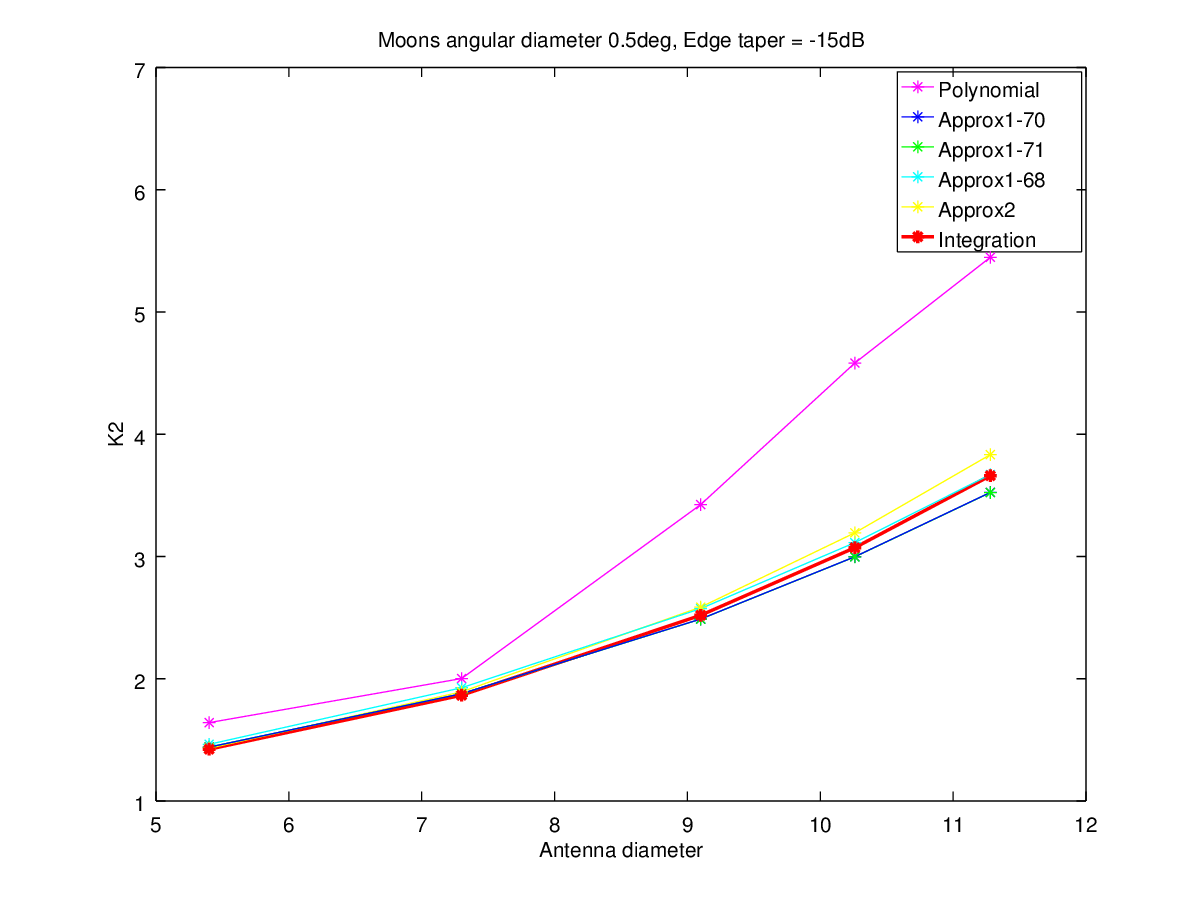 Moons angular diameter 0.5deg, Edge taper = -15dB
7
6
5
4
3
2
1
K2
Polynomial
Approx1-70
Approx1-71
Approx1-68
Approx2
Integration
5 6 7 8 9 10 11 12
Antenna diameter